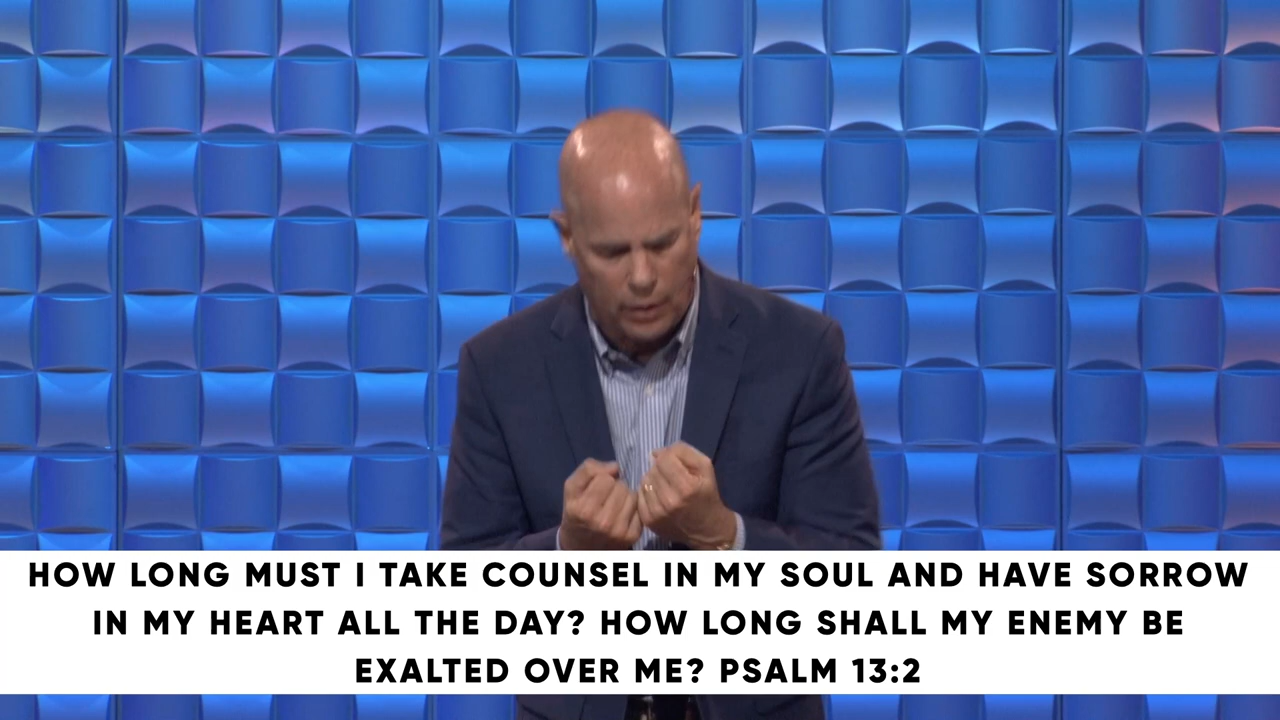 HOW LONG MUST I TAKE COUNSEL IN MY SOUL AND HAVE SORROW
IN MY HEART ALL THE DAY? HOW LONG SHALL MY ENEMY BE
EXALTED OVER ME? PSALM 13:2